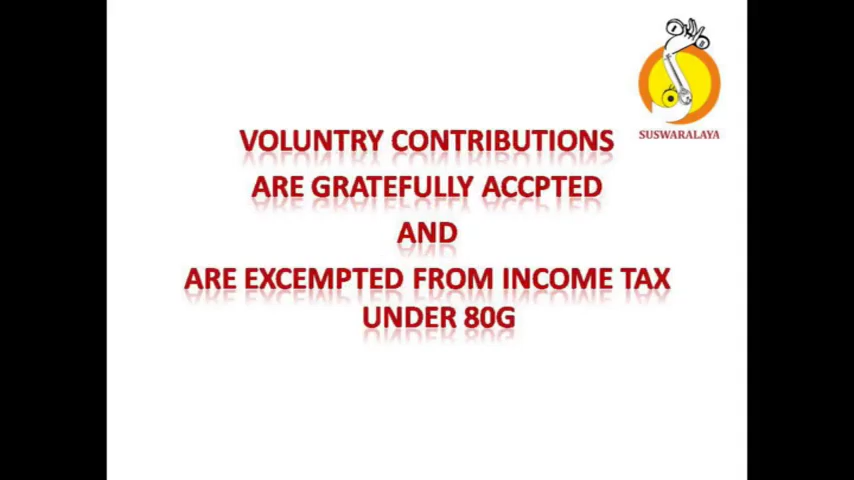 SUSWARALAYA
VOLUNTRY CONTRIBUTIONS
ARE GRATEFULLY ACCPTED
AND
ARE EXCEMPTED FROM INCOME TAX
UNDER 80G